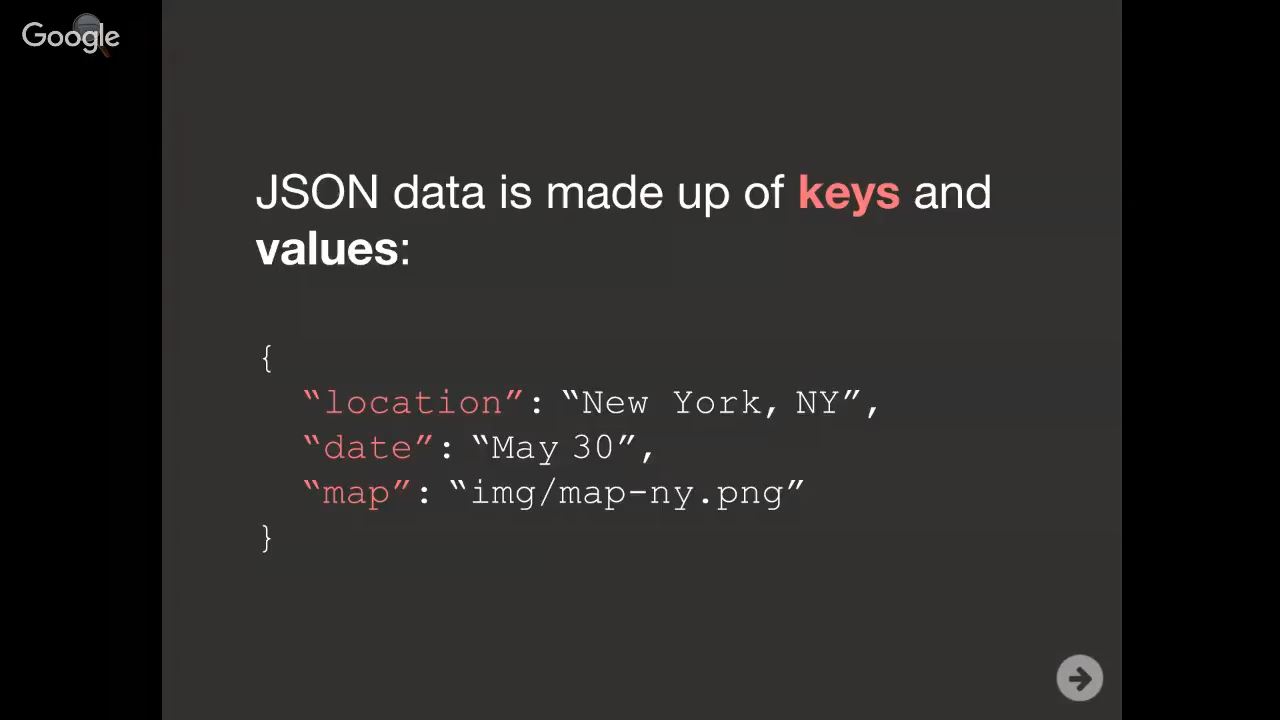 Google
JSON data is made up of keys and
values:
{
“location”: “New York, NY”,
“date”: “May 30”,
“map”: “img/map-ny.png”
}